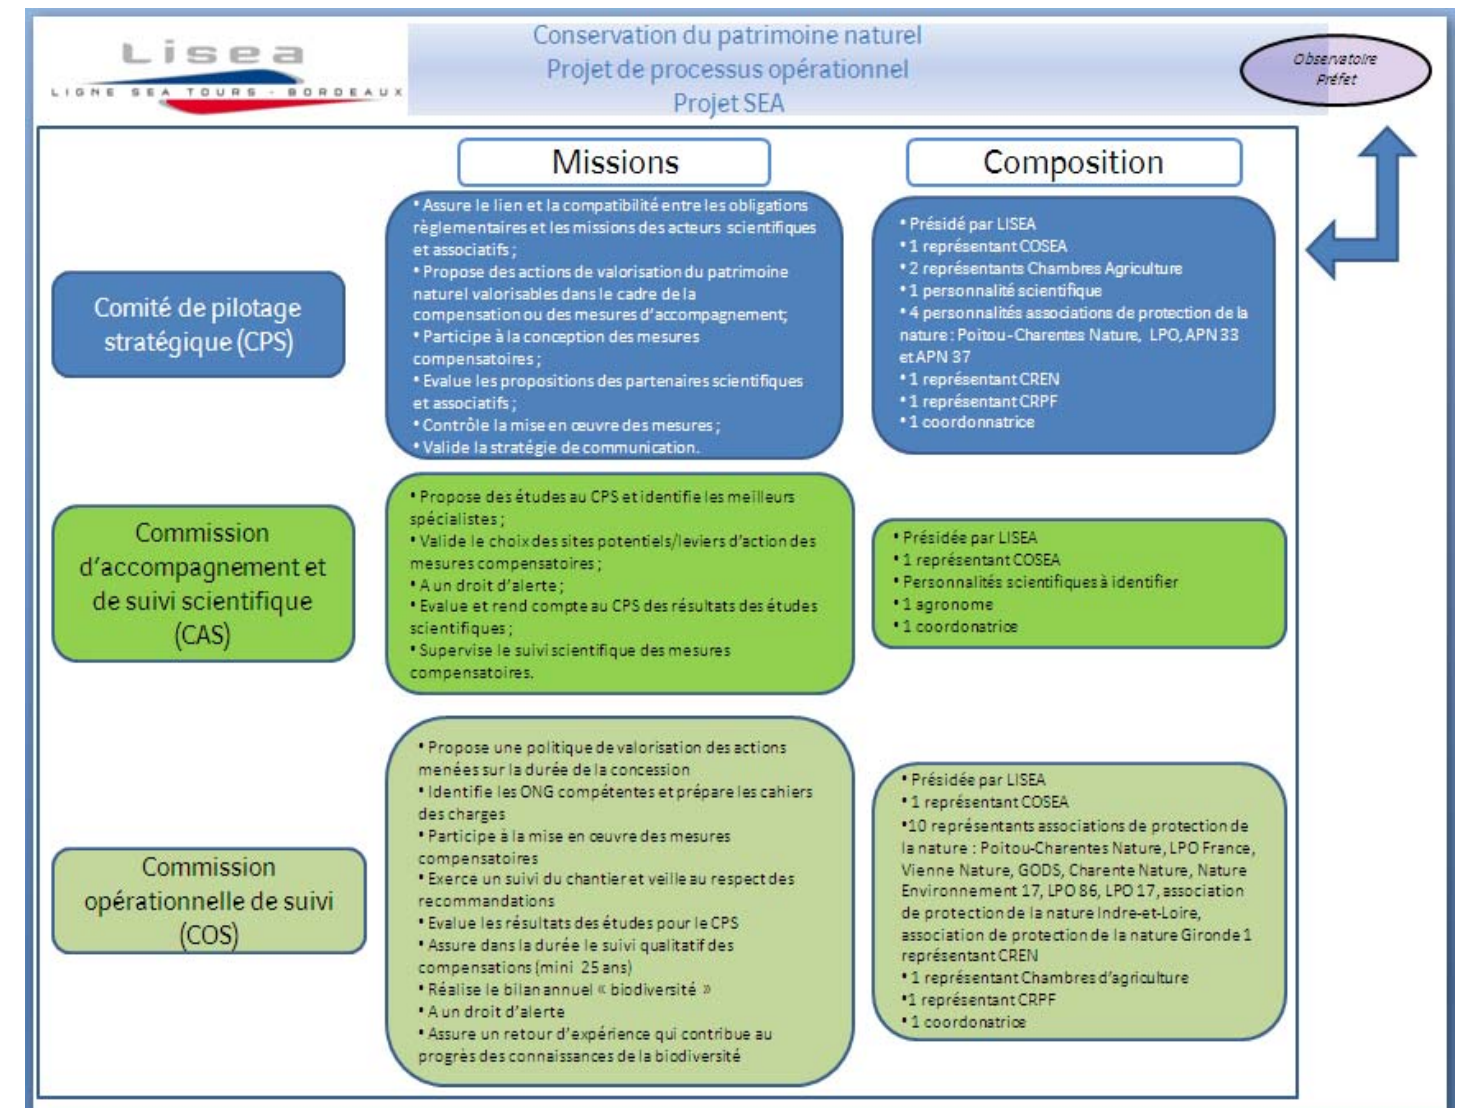 Lisea
LIGNE SEA TOURS - BORDEAUX
Conservation du patrimoine naturel
Projet de processus opérationnel
Projet SEA
Observatoire
Préfet
Missions
Composition
Comité de pilotage
stratégique (CPS)
• Assure le lien et la compatibilité entre les obligations
règlementaires et les missions des acteurs scientifiques
et associatifs ;
• Propose des actions de valorisation du patrimoine
naturel valorisables dans le cadre de la
compensation ou des mesures d'accompagnement;
• Participe à la conception des mesures
compensatoires ;
• Evalue les propositions des partenaires scientifiques
et associatifs ;
• Contrôle la mise en œuvre des mesures ;
• Valide la stratégie de communication.
• Présidé par LISEA
• 1 représentant COSEA
• 2 représentants Chambres Agriculture
• 1 personnalité scientifique
• 4 personnalités associations de protection de la
nature : Poitou-Charentes Nature, LPO, APN 33
et APN 37
• 1 représentant CREN
• 1 représentant CRPF
• 1 coordonnatrice
Commission
d'accompagnement et
de suivi scientifique
(CAS)
• Propose des études au CPS et identifie les meilleurs
spécialistes ;
• Valide le choix des sites potentiels/leviers d'action des
mesures compensatoires ;
• A un droit d'alerte ;
• Evalue et rend compte au CPS des résultats des études
scientifiques ;
• Supervise le suivi scientifique des mesures
compensatoires.
• Présidée par LISEA
• 1 représentant COSEA
• Personnalités scientifiques à identifier
• 1 agronome
• 1 coordonatrice
Commission
opérationnelle de suivi
(COS)
• Propose une politique de valorisation des actions
menées sur la durée de la concession
• Identifie les ONG compétentes et prépare les cahiers
des charges
• Participe à la mise en œuvre des mesures
compensatoires
• Exerce un suivi du chantier et veille au respect des
recommandations
• Evalue les résultats des études pour le CPS
• Assure dans la durée le suivi qualitatif des
compensations (mini 25 ans)
• Réalise le bilan annuel « biodiversité »
• A un droit d'alerte
• Assure un retour d'expérience qui contribue au
progrès des connaissances de la biodiversité
• Présidée par LISEA
• 1 représentant COSEA
•10 représentants associations de protection de
la nature : Poitou-Charentes Nature, LPO France,
Vienne Nature, GODS, Charente Nature, Nature
Environnement 17, LPO 86, LPO 17, association
de protection de la nature Indre-et-Loire,
association de protection de la nature Gironde 1
représentant CREN
• 1 représentant Chambres d'agriculture
•1 représentant CRPF
• 1 coordonatrice